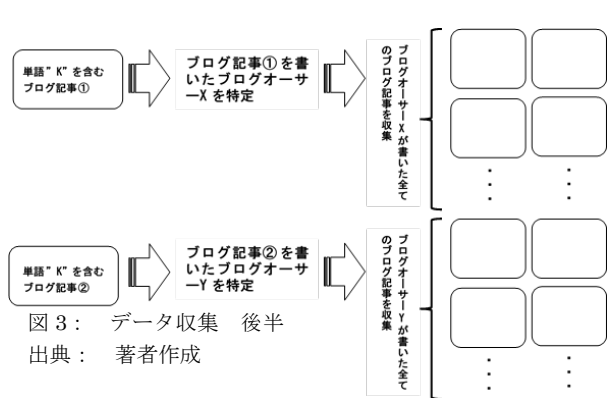 単語”K”を含む
ブログ記事①
ブログ記事①を書
いたブログオーサ
ーXを特定
ブログオーサーXが書いた全て
のブログ記事を収集
単語”K”を含む
ブログ記事②
ブログ記事②を書
いたブログオーサ
ーYを特定
ブログオーサーYが書いた全て
のブログ記事を収集
図3： データ収集 後半
出典： 著者作成